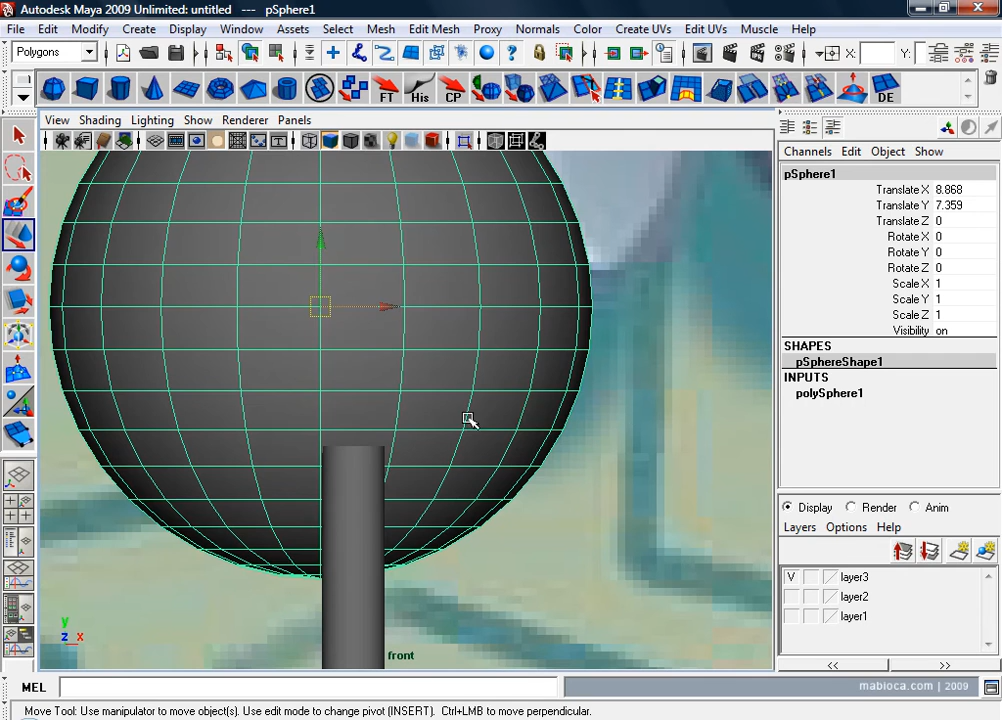 Autodesk Maya 2009 Unlimited: untitled --- pSphere1
File Edit Modify Create Display Window Assets Select Mesh Edit Mesh Proxy Normals Color Create UVs Edit UVs Muscle Help
Polygons X: Y:
FT His CP DE
View Shading Lighting Show Renderer Panels
Channels Edit Object Show
pSphere1
Translate X 8.868
Translate Y 7.359
Translate Z 0
Rotate X 0
Rotate Y 0
Rotate Z 0
Scale X 1
Scale Y 1
Scale Z 1
Visibility on
SHAPES
pSphereShape1
INPUTS
polySphere1
Display Render Anim
Layers Options Help
V layer3
layer2
layer1
<< >>
y
z x
front
MEL
mabioca.com | 2009
Move Tool: Use manipulator to move object(s). Use edit mode to change pivot (INSERT). Ctrl+LMB to move perpendicular.